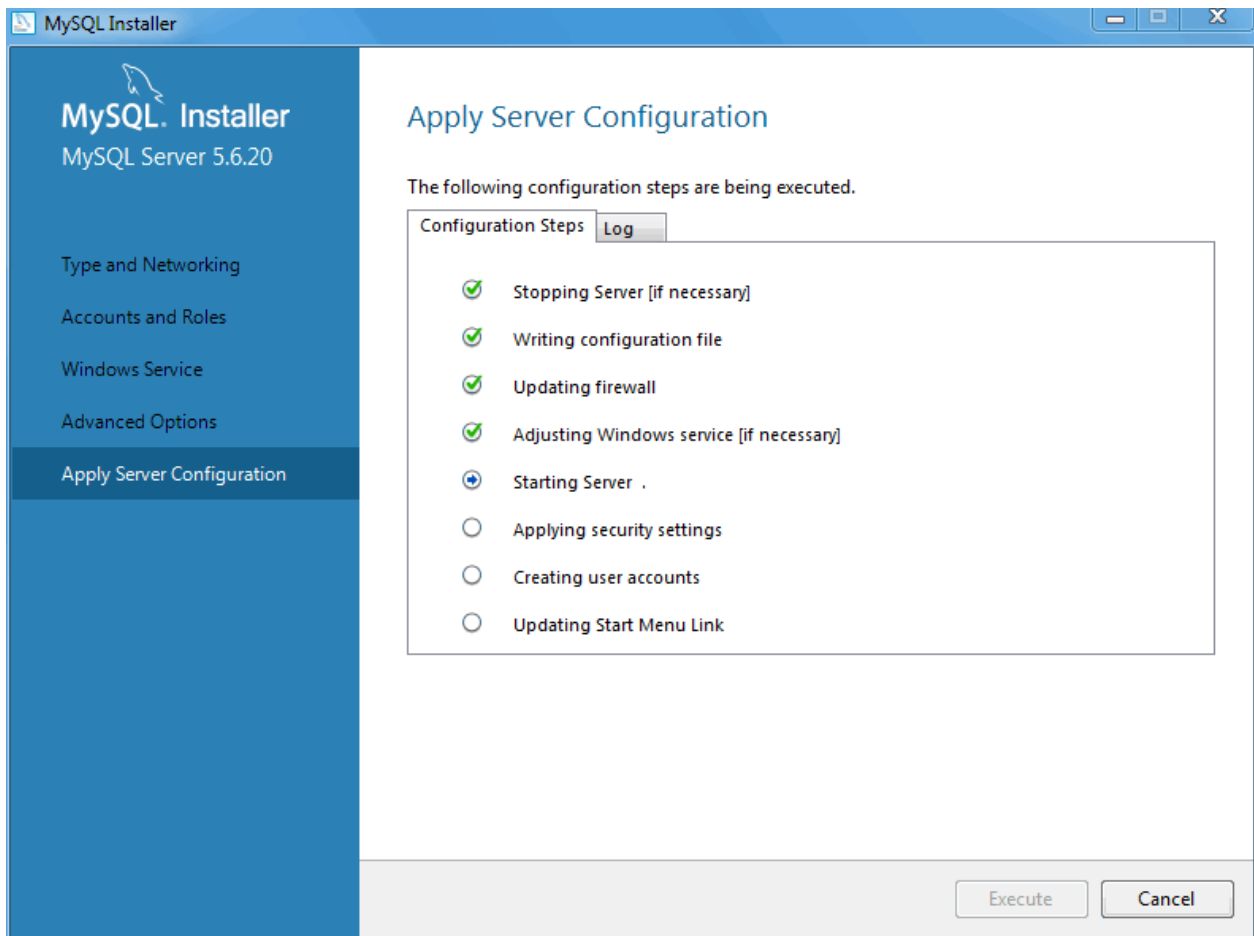 MySQL Installer
MySQL. Installer
MySQL Server 5.6.20
Type and Networking
Accounts and Roles
Windows Service
Advanced Options
Apply Server Configuration
Apply Server Configuration
The following configuration steps are being executed.
Configuration Steps Log
Stopping Server [if necessary]
Writing configuration file
Updating firewall
Adjusting Windows service [if necessary]
Starting Server .
Applying security settings
Creating user accounts
Updating Start Menu Link
Execute Cancel